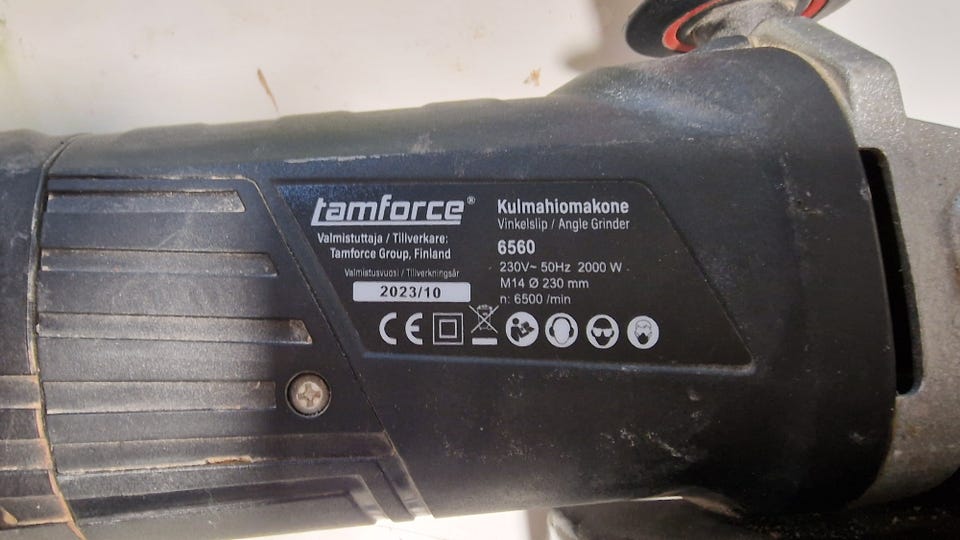 tamforce®
Valmistuttaja / Tillverkare:
Tamforce Group, Finland
Valmistusvuosi / Tillverkningsår
2023/10
Kulmahiomakone
Vinkelslip / Angle Grinder
6560
230V~ 50Hz 2000 W
M14 Ø 230 mm
n: 6500 /min
CE